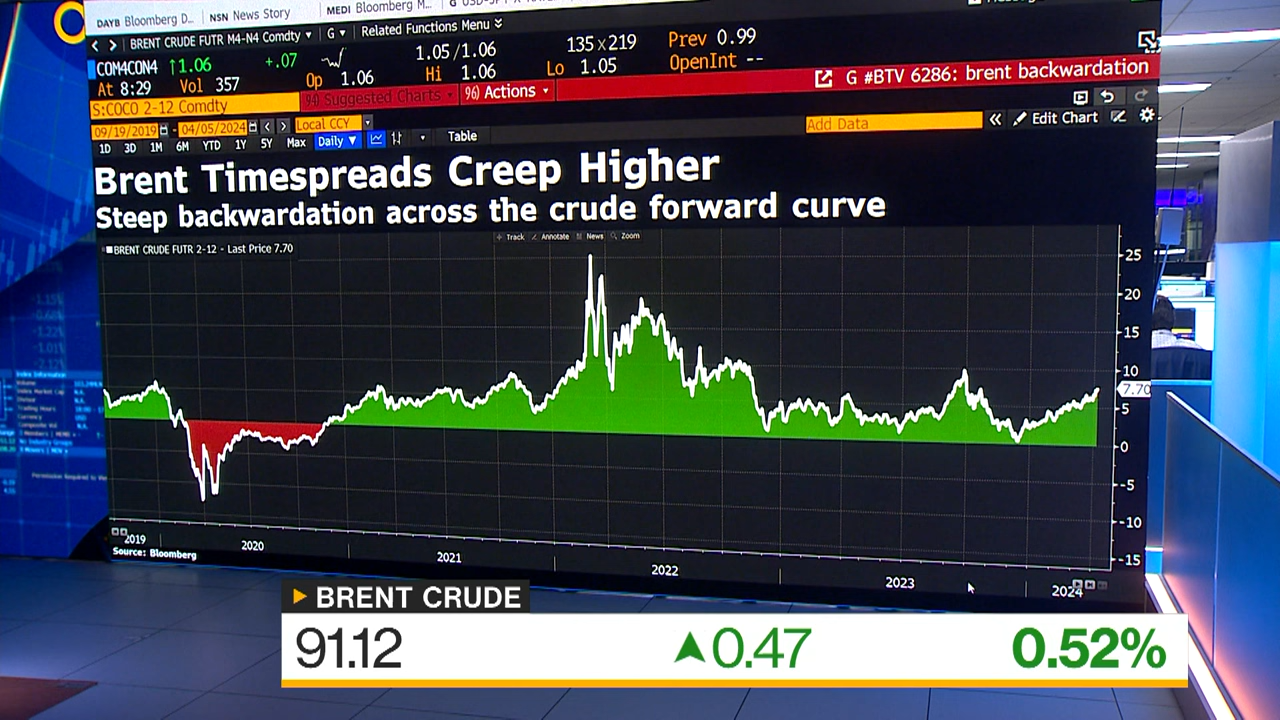 DAYB Bloomberg D...
NSN News Story
MEDI Bloomberg M...
BRENT CRUDE FUTR M4-N4 Comdty
G
Related Functions Menu
COM4CON4 ↑1.06 +.07
1.05/1.06
135x219
Prev 0.99
At 8:29 Vol 357
Op 1.06
Hi 1.06
Lo 1.05
OpenInt --
S:COCO 2-12 Comdty
94) Suggested Charts
96) Actions
G #BTV 6286: brent backwardation
09/19/2019 - 04/05/2024
Local CCY
Add Data
« Edit Chart
1D 3D 1M 6M YTD 1Y 5Y Max Daily ▼
Table
Brent Timespreads Creep Higher
Steep backwardation across the crude forward curve
Track Annotate News Zoom
BRENT CRUDE FUTR 2-12 - Last Price 7.70
25
20
15
10
7.70
5
0
-5
-10
-15
2019
2020
2021
2022
2023
2024
Source: Bloomberg
BRENT CRUDE
91.12 ▲0.47 0.52%